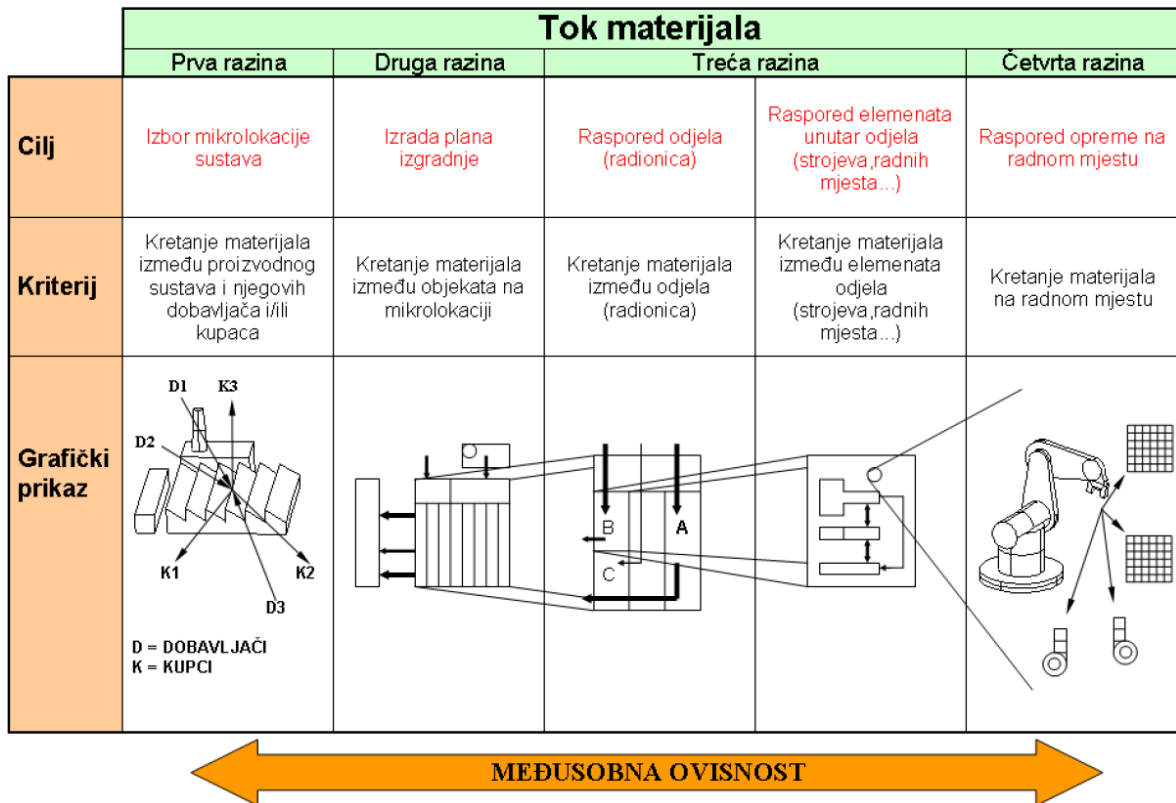 Tok materijala
Prva razina
Druga razina
Treća razina
Četvrta razina
Cilj
Izbor mikrolokacije
sustava
Izrada plana
izgradnje
Raspored odjela
(radionica)
Raspored elemenata
unutar odjela
(strojeva,radnih
mjesta...)
Raspored opreme na
radnom mjestu
Kriterij
Kretanje materijala
između proizvodnog
sustava i njegovih
dobavljača i/ili
kupaca
Kretanje materijala
između objekata na
mikrolokaciji
Kretanje materijala
između odjela
(radionica)
Kretanje materijala
između elemenata
odjela
(strojeva,radnih
mjesta...)
Kretanje materijala
na radnom mjestu
Grafički
prikaz
D1
K3
D2
K1
K2
D3
D = DOBAVLJAČI
K = KUPCI
B
A
C
MEĐUSOBNA OVISNOST